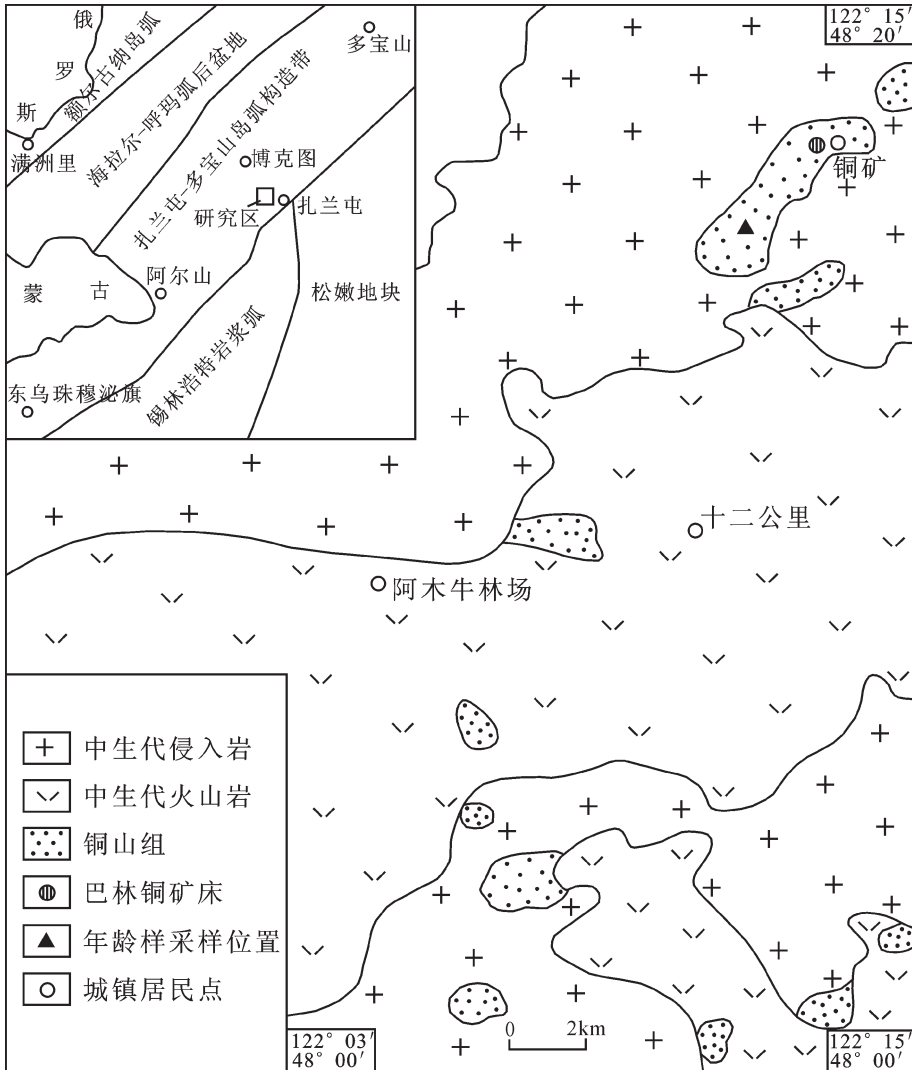 俄
罗
斯
额尔古纳岛弧
海拉尔-呼玛弧后盆地
扎兰屯-多宝山岛弧构造带
多宝山
满洲里
博克图
研究区
扎兰屯
蒙 古
阿尔山
松嫩地块
锡林浩特岩浆弧
东乌珠穆泌旗
122° 15′
48° 20′
铜矿
十二公里
阿木牛林场
中生代侵入岩
中生代火山岩
铜山组
巴林铜矿床
年龄样采样位置
城镇居民点
122° 03′
48° 00′
0 2km
122° 15′
48° 00′